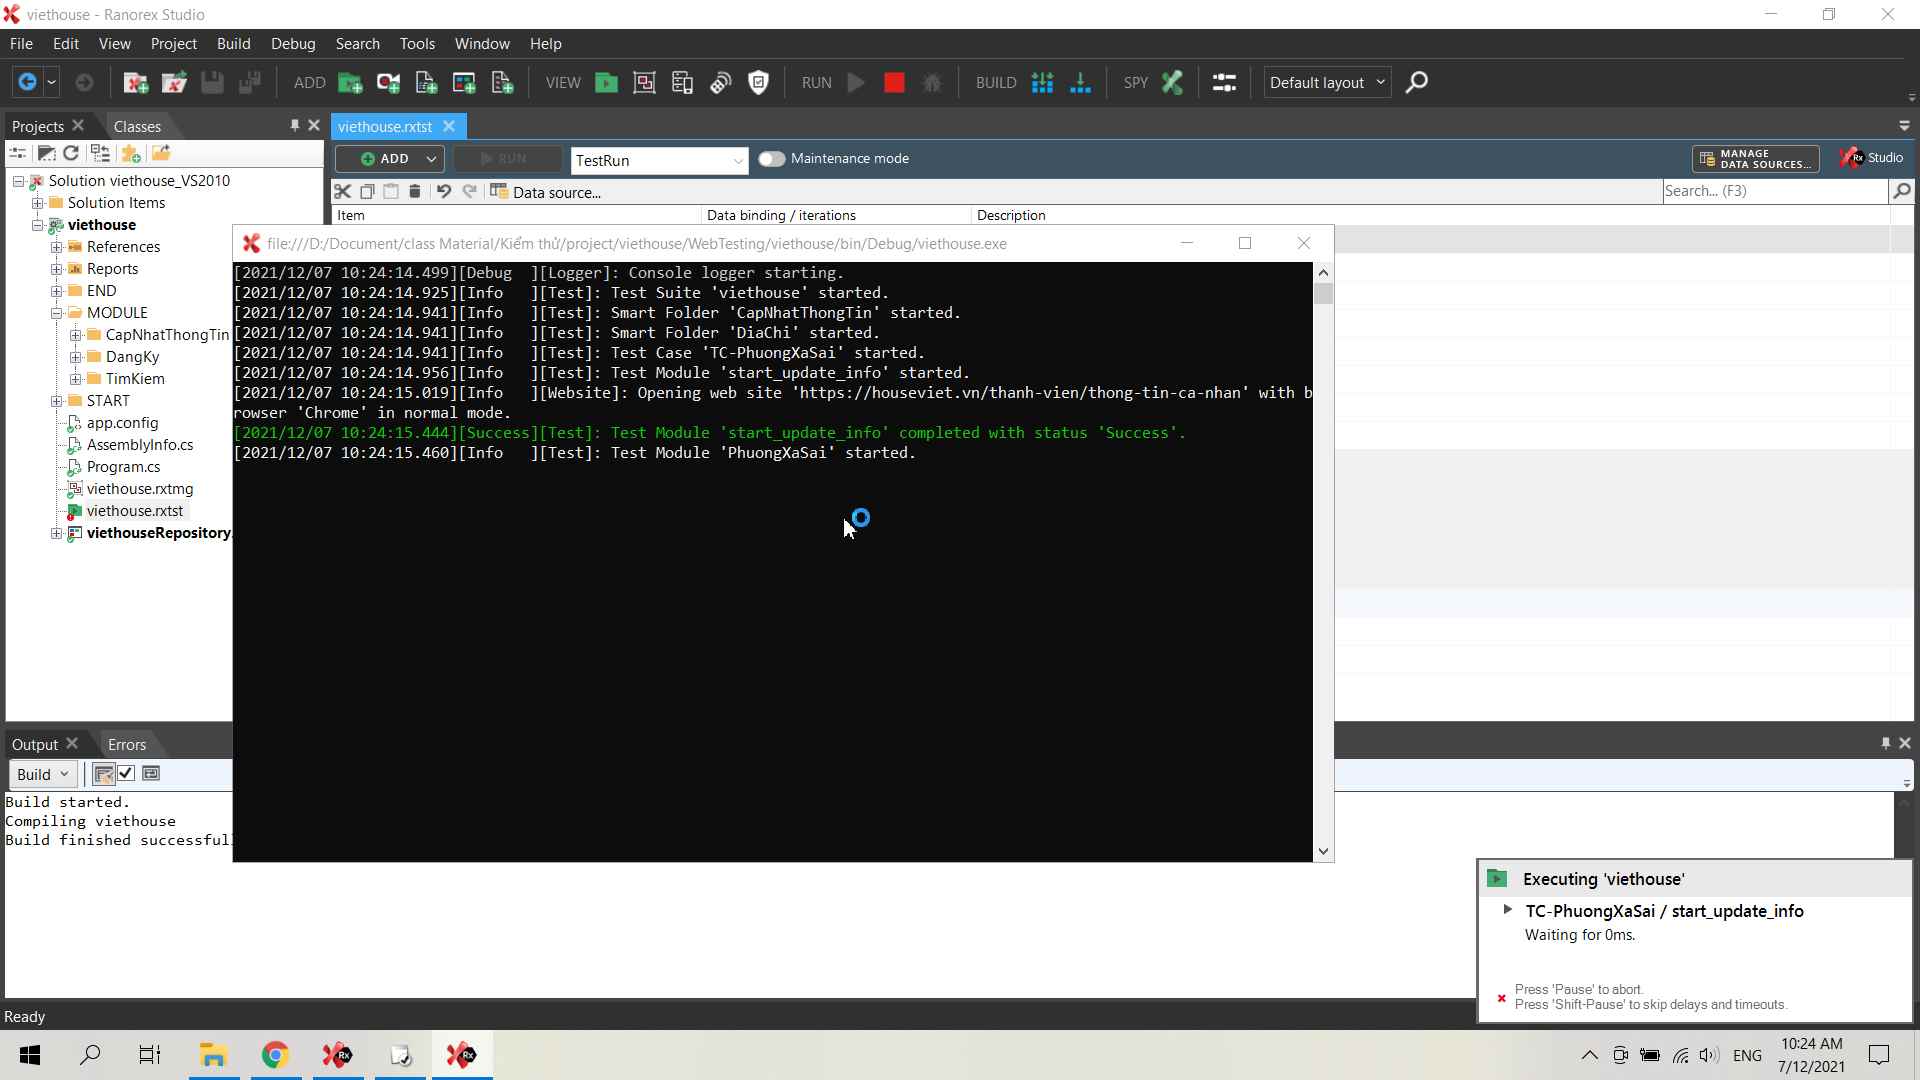 viethouse - Ranorex Studio
File Edit View Project Build Debug Search Tools Window Help
ADD VIEW RUN BUILD SPY Default layout
Projects Classes viethouse.rxtst
ADD RUN TestRun Maintenance mode MANAGE DATA SOURCES... Rx Studio
Data source... Search... (F3)
Item Data binding / iterations Description
Solution viethouse_VS2010
Solution Items
viethouse
References
Reports
END
MODULE
CapNhatThongTin
DangKy
TimKiem
START
app.config
AssemblyInfo.cs
Program.cs
viethouse.rxtmg
viethouse.rxtst
viethouseRepository
file:///D:/Document/class Material/Kiểm thử/project/viethouse/WebTesting/viethouse/bin/Debug/viethouse.exe
[2021/12/07 10:24:14.499][Debug  ][Logger]: Console logger starting.
[2021/12/07 10:24:14.925][Info   ][Test]: Test Suite 'viethouse' started.
[2021/12/07 10:24:14.941][Info   ][Test]: Smart Folder 'CapNhatThongTin' started.
[2021/12/07 10:24:14.941][Info   ][Test]: Smart Folder 'DiaChi' started.
[2021/12/07 10:24:14.941][Info   ][Test]: Test Case 'TC-PhuongXaSai' started.
[2021/12/07 10:24:14.956][Info   ][Test]: Test Module 'start_update_info' started.
[2021/12/07 10:24:15.019][Info   ][Website]: Opening web site 'https://houseviet.vn/thanh-vien/thong-tin-ca-nhan' with b
rowser 'Chrome' in normal mode.
[2021/12/07 10:24:15.444][Success][Test]: Test Module 'start_update_info' completed with status 'Success'.
[2021/12/07 10:24:15.460][Info   ][Test]: Test Module 'PhuongXaSai' started.
Output Errors
Build
Build started.
Compiling viethouse
Build finished successful
Executing 'viethouse'
TC-PhuongXaSai / start_update_info
Waiting for 0ms.
Press 'Pause' to abort.
Press 'Shift-Pause' to skip delays and timeouts.
Ready
Rx Rx ENG 10:24 AM
7/12/2021